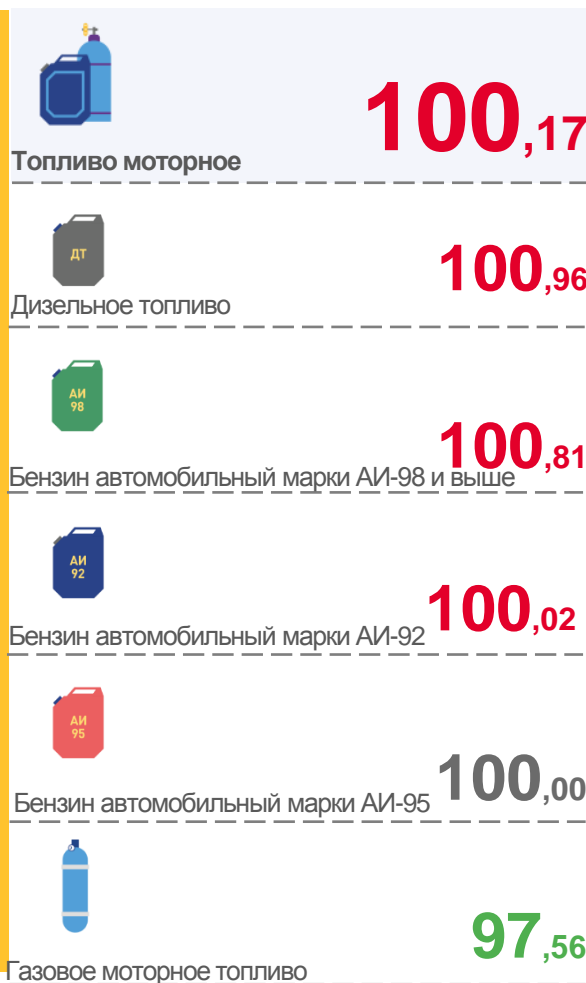 100,17
Топливо моторное
ДТ
100,96
Дизельное топливо
АИ
98
100,81
Бензин автомобильный марки АИ-98 и выше
АИ
92
100,02
Бензин автомобильный марки АИ-92
АИ
95
100,00
Бензин автомобильный марки АИ-95
97,56
Газовое моторное топливо